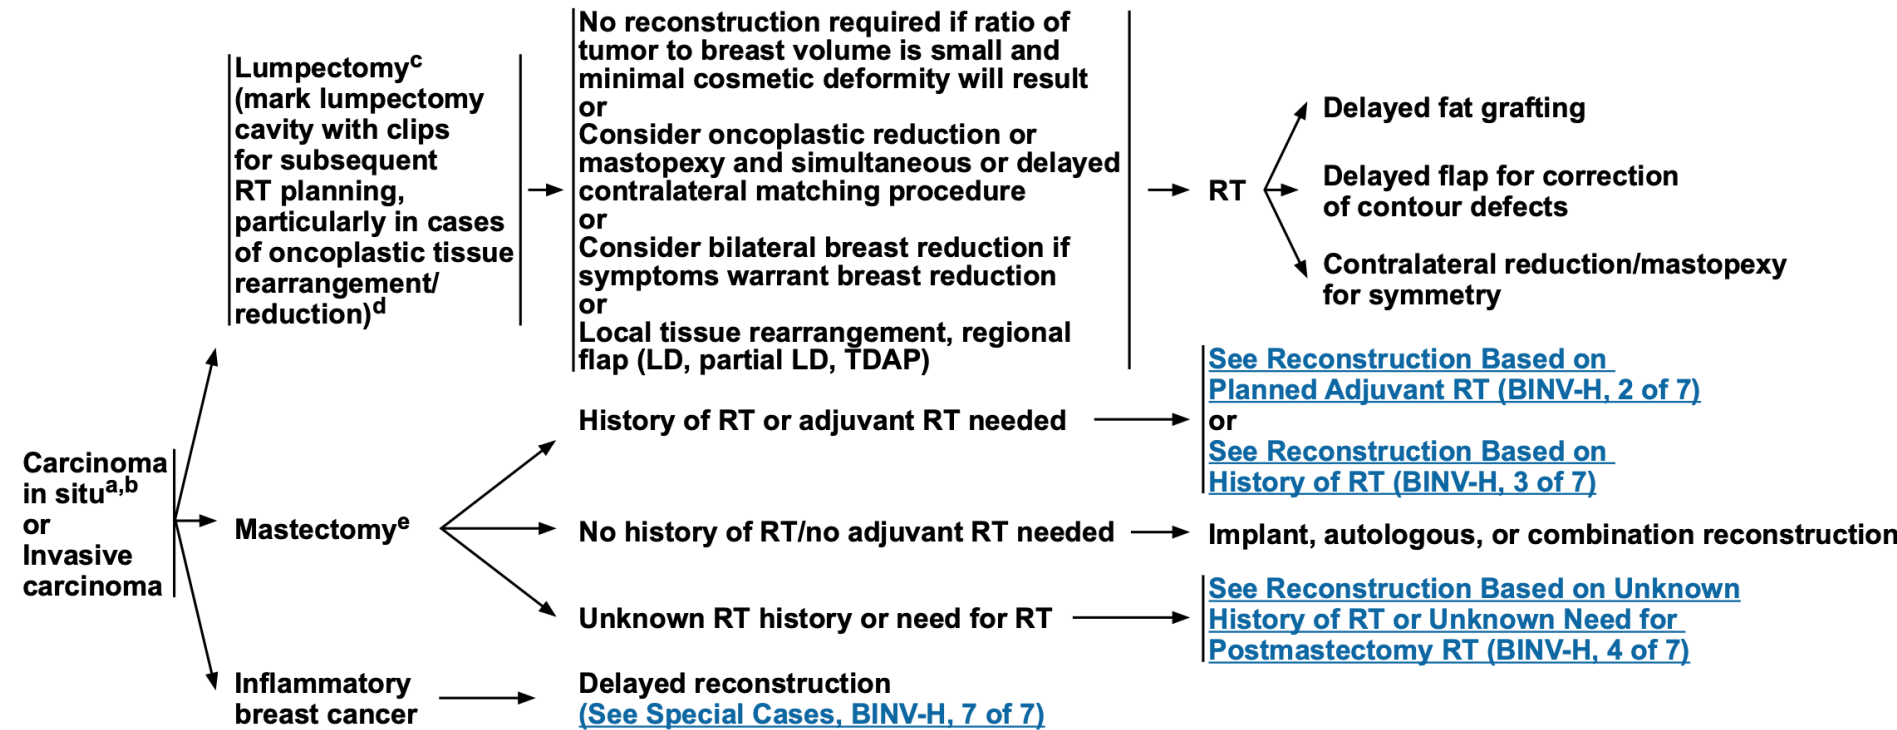 Carcinoma
in situa,b
or
Invasive
carcinoma
Lumpectomyc
(mark lumpectomy
cavity with clips
for subsequent
RT planning,
particularly in cases
of oncoplastic tissue
rearrangement/
reduction)d
No reconstruction required if ratio of
tumor to breast volume is small and
minimal cosmetic deformity will result
or
Consider oncoplastic reduction or
mastopexy and simultaneous or delayed
contralateral matching procedure
or
Consider bilateral breast reduction if
symptoms warrant breast reduction
or
Local tissue rearrangement, regional
flap (LD, partial LD, TDAP)
RT
Delayed fat grafting
Delayed flap for correction
of contour defects
Contralateral reduction/mastopexy
for symmetry
Mastectomye
History of RT or adjuvant RT needed
See Reconstruction Based on
Planned Adjuvant RT (BINV-H, 2 of 7)
or
See Reconstruction Based on
History of RT (BINV-H, 3 of 7)
No history of RT/no adjuvant RT needed
Implant, autologous, or combination reconstruction
Unknown RT history or need for RT
See Reconstruction Based on Unknown
History of RT or Unknown Need for
Postmastectomy RT (BINV-H, 4 of 7)
Inflammatory
breast cancer
Delayed reconstruction
(See Special Cases, BINV-H, 7 of 7)